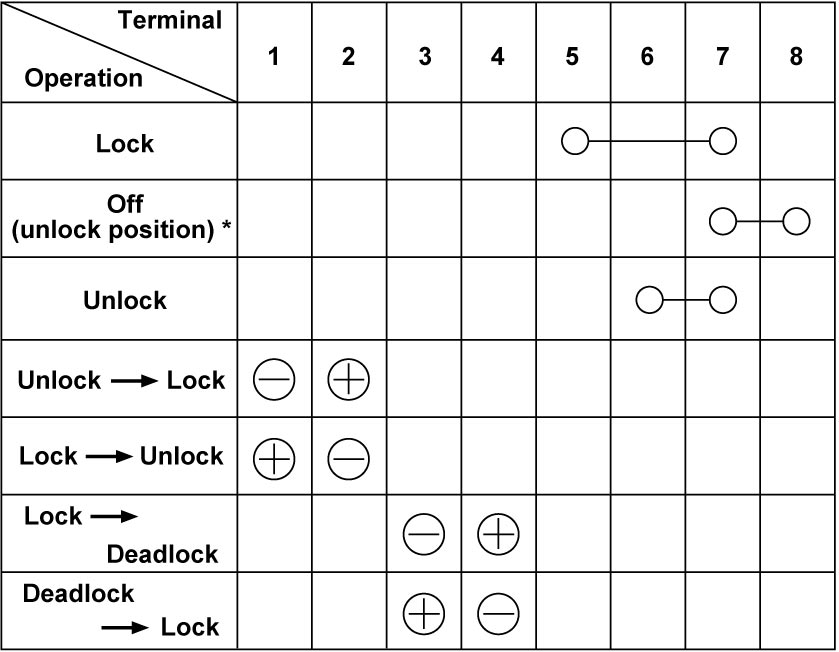 Terminal
Operation
1 2 3 4 5 6 7 8
Lock
Off
(unlock position) *
Unlock
Unlock → Lock
− +
Lock → Unlock
+ −
Lock →
Deadlock
− +
Deadlock
→ Lock
+ −